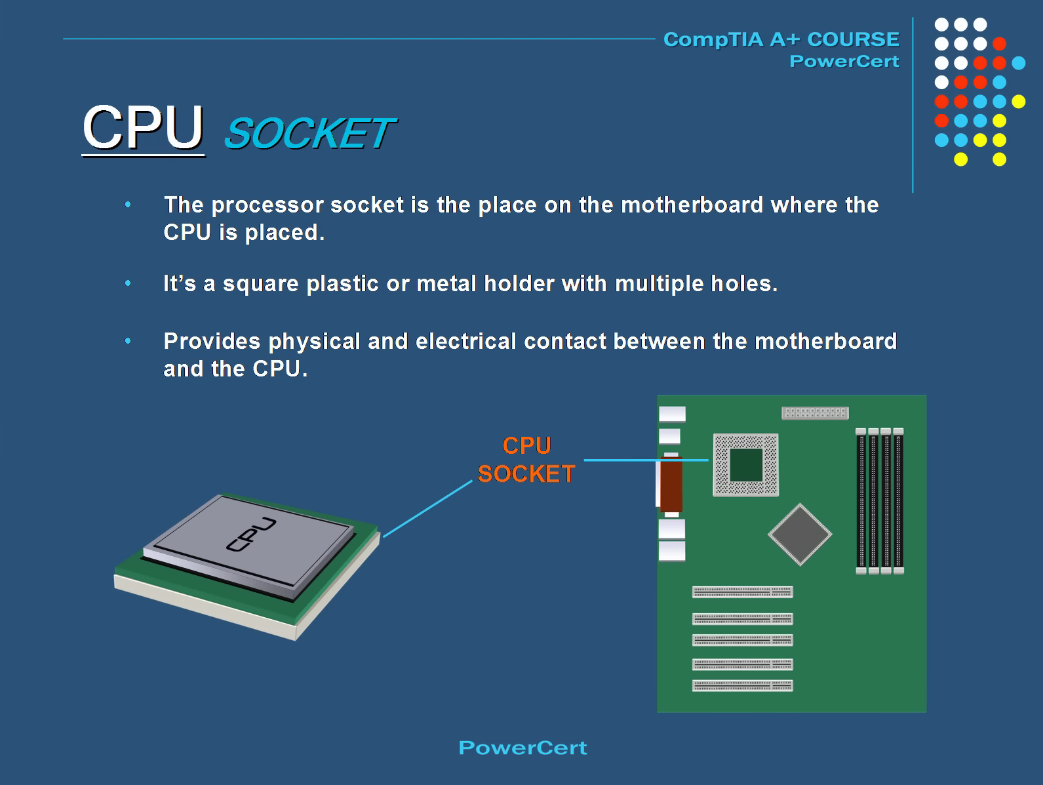 CompTIA A+ COURSE
PowerCert
CPU SOCKET
• The processor socket is the place on the motherboard where the
CPU is placed.
• It’s a square plastic or metal holder with multiple holes.
• Provides physical and electrical contact between the motherboard
and the CPU.
CPU
SOCKET
CPU
PowerCert